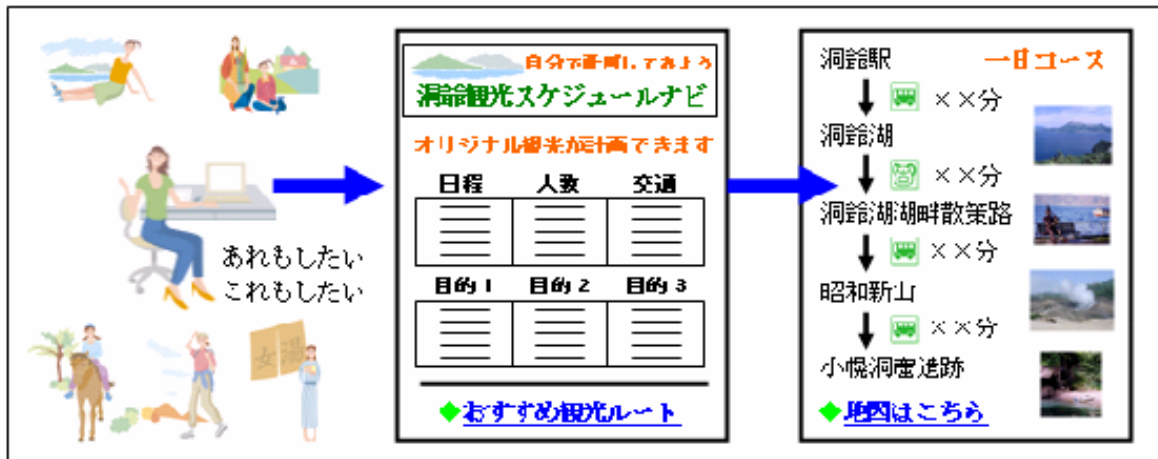 あれもしたい
これもしたい
女湯
自分で計画してみよう
洞爺観光スケジュールナビ
オリジナル観光が計画できます
日程 人数 交通
目的1 目的2 目的3
◆おすすめ観光ルート
一日コース
洞爺駅
××分
洞爺湖
××分
洞爺湖湖畔散策路
××分
昭和新山
××分
小幌洞窟遺跡
◆地図はこちら